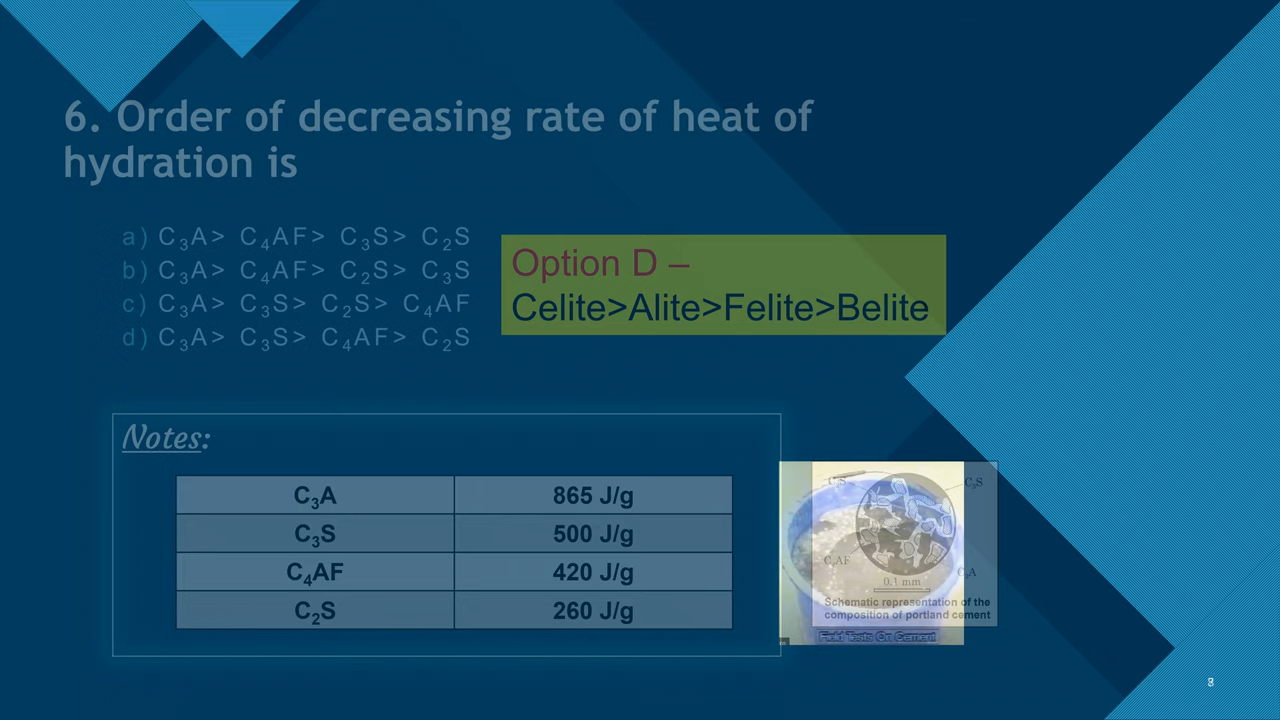 6. Order of decreasing rate of heat of
hydration is
a) C₃A> C₄AF> C₃S> C₂S
b) C₃A> C₄AF> C₂S> C₃S
c) C₃A> C₃S> C₂S> C₄AF
d) C₃A> C₃S> C₄AF> C₂S
Option D –
Celite>Alite>Felite>Belite
Notes:
C₃A 865 J/g
C₃S 500 J/g
C₄AF 420 J/g
C₂S 260 J/g
C₃S C₂S
C₄AF C₃A
0.1 mm
Schematic representation of the
composition of portland cement
Field Tests On Cement